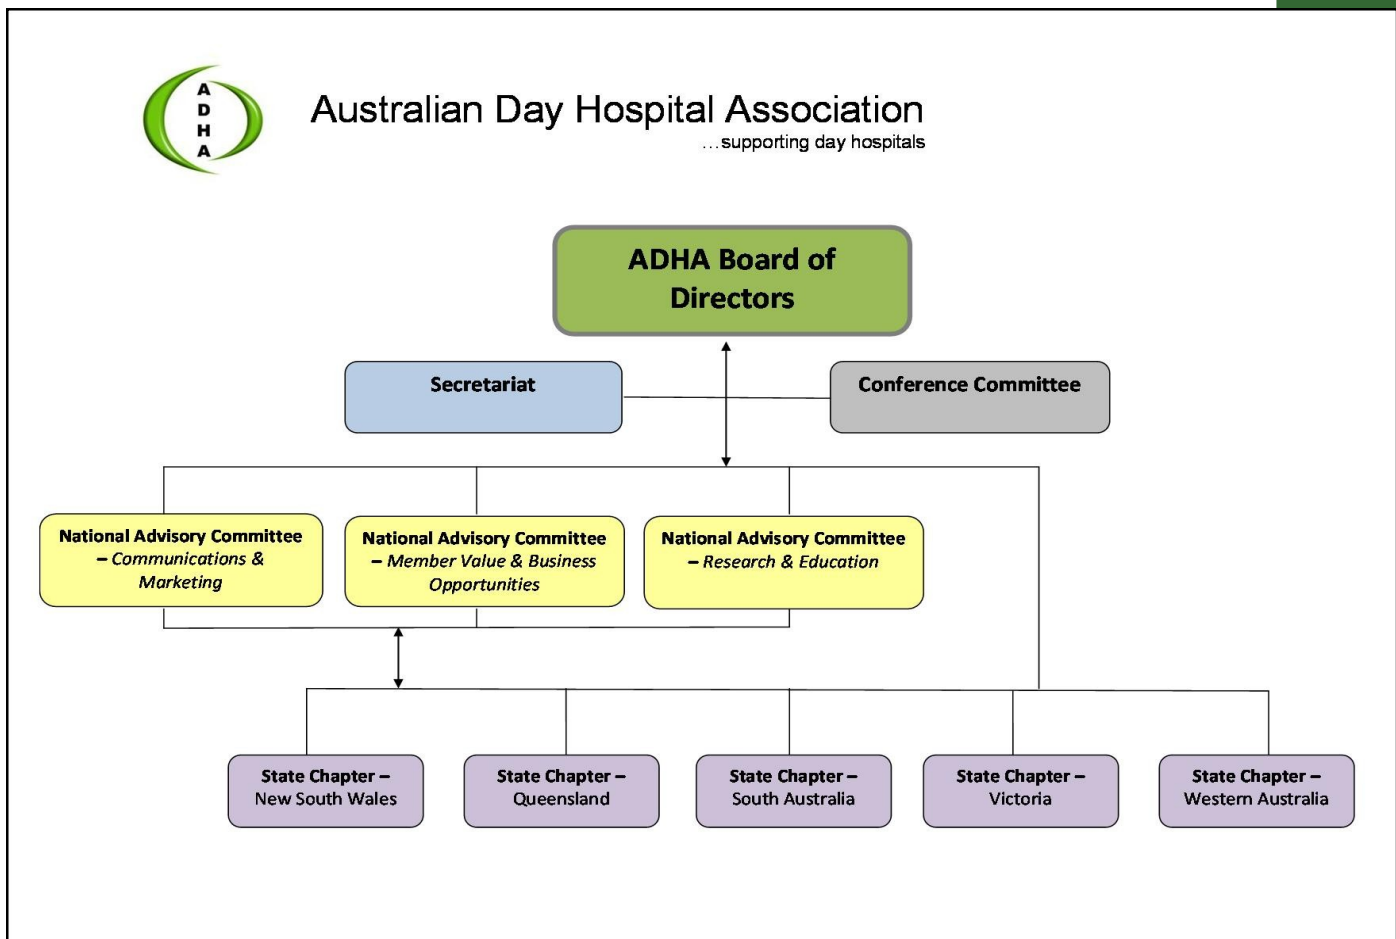 A
D
H
A
Australian Day Hospital Association
...supporting day hospitals
ADHA Board of
Directors
Secretariat
Conference Committee
National Advisory Committee
– Communications &
Marketing
National Advisory Committee
– Member Value & Business
Opportunities
National Advisory Committee
– Research & Education
State Chapter –
New South Wales
State Chapter –
Queensland
State Chapter –
South Australia
State Chapter –
Victoria
State Chapter –
Western Australia